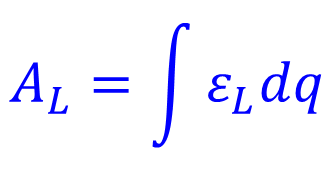 A_L = ∫ ε_L dq